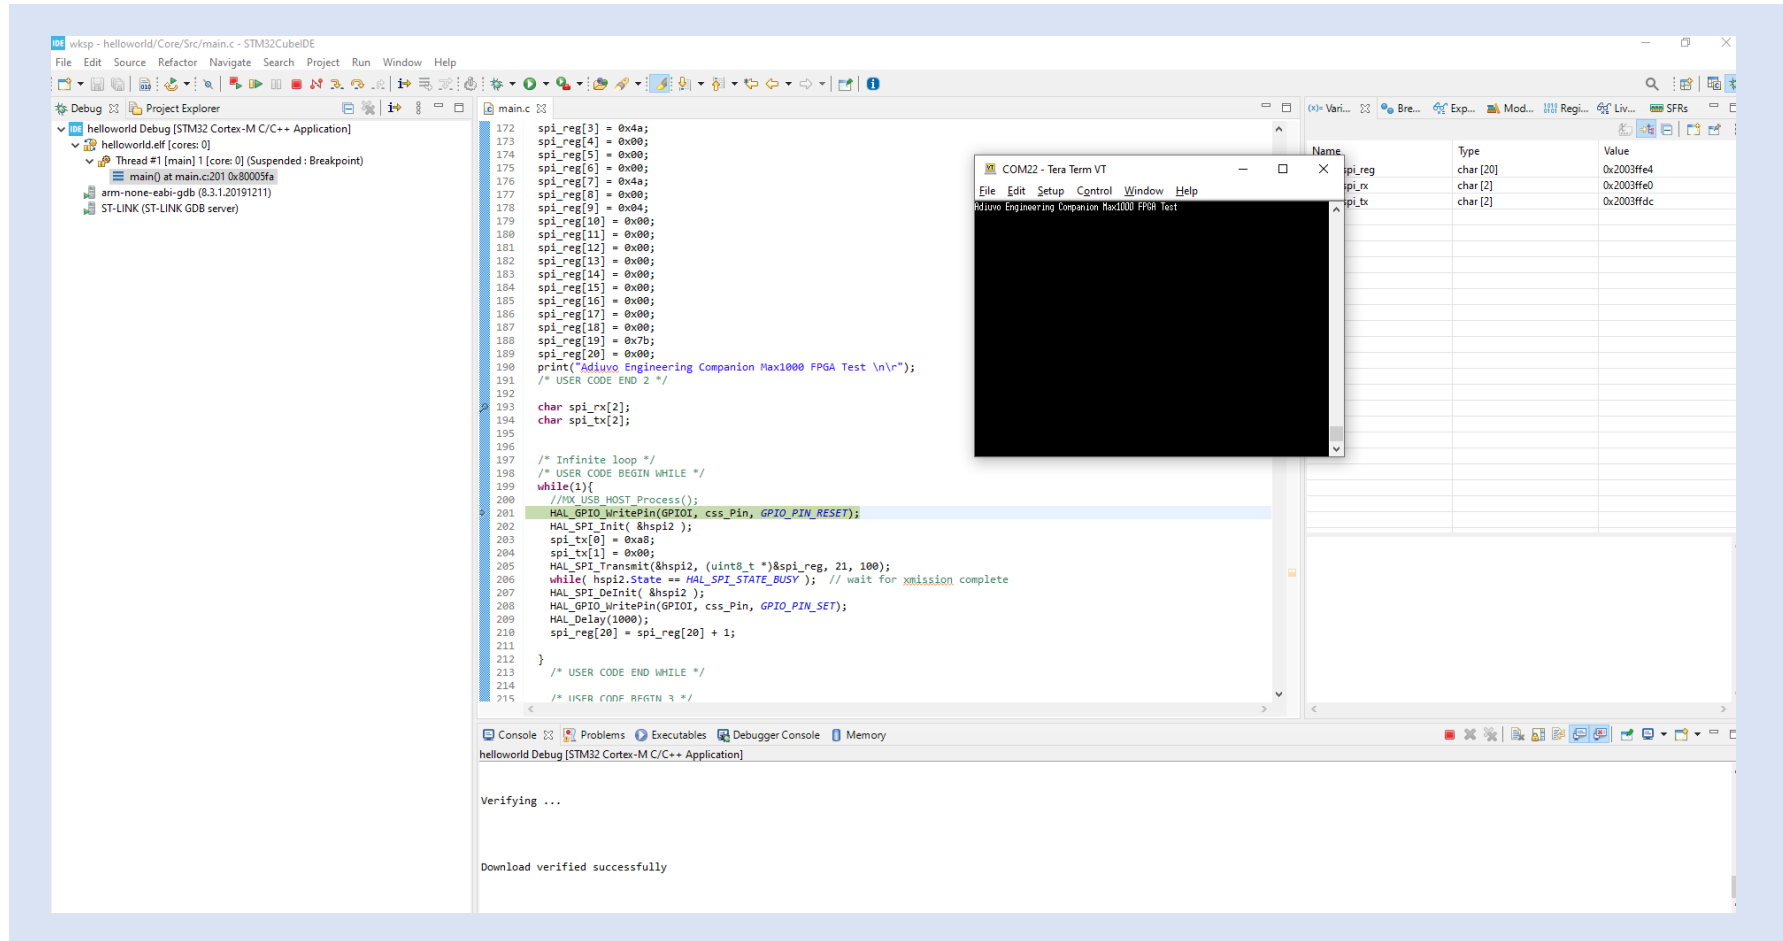 wksp - helloworld/Core/Src/main.c - STM32CubeIDE
File Edit Source Refactor Navigate Search Project Run Window Help
Debug Project Explorer
helloworld Debug [STM32 Cortex-M C/C++ Application]
helloworld.elf [cores: 0]
Thread #1 [main] 1 [core: 0] (Suspended : Breakpoint)
main() at main.c:201 0x80005fa
arm-none-eabi-gdb (8.3.1.20191211)
ST-LINK (ST-LINK GDB server)
main.c
172 spi_reg[3] = 0x4a;
173 spi_reg[4] = 0x00;
174 spi_reg[5] = 0x00;
175 spi_reg[6] = 0x00;
176 spi_reg[7] = 0x4a;
177 spi_reg[8] = 0x00;
178 spi_reg[9] = 0x04;
179 spi_reg[10] = 0x00;
180 spi_reg[11] = 0x00;
181 spi_reg[12] = 0x00;
182 spi_reg[13] = 0x00;
183 spi_reg[14] = 0x00;
184 spi_reg[15] = 0x00;
185 spi_reg[16] = 0x00;
186 spi_reg[17] = 0x00;
187 spi_reg[18] = 0x00;
188 spi_reg[19] = 0x7b;
189 spi_reg[20] = 0x00;
190 print("Adiuvo Engineering Companion Max1000 FPGA Test \n\r");
191 /* USER CODE END 2 */
192
193 char spi_rx[2];
194 char spi_tx[2];
195
196
197 /* Infinite loop */
198 /* USER CODE BEGIN WHILE */
199 while(1){
200 //MX_USB_HOST_Process();
201 HAL_GPIO_WritePin(GPIOI, css_Pin, GPIO_PIN_RESET);
202 HAL_SPI_Init( &hspi2 );
203 spi_tx[0] = 0xa8;
204 spi_tx[1] = 0x00;
205 HAL_SPI_Transmit(&hspi2, (uint8_t *)&spi_reg, 21, 100);
206 while( hspi2.State == HAL_SPI_STATE_BUSY ); // wait for xmission complete
207 HAL_SPI_DeInit( &hspi2 );
208 HAL_GPIO_WritePin(GPIOI, css_Pin, GPIO_PIN_SET);
209 HAL_Delay(1000);
210 spi_reg[20] = spi_reg[20] + 1;
211
212 }
213 /* USER CODE END WHILE */
214
215 /* USER CODE BEGIN 3 */
COM22 - Tera Term VT
File Edit Setup Control Window Help
Adiuvo Engineering Companion Max1000 FPGA Test
(x)= Vari... Bre... Exp... Mod... Regi... Liv... SFRs
Name Type Value
spi_reg char [20] 0x2003ffe4
spi_rx char [2] 0x2003ffe0
spi_tx char [2] 0x2003ffdc
Console Problems Executables Debugger Console Memory
helloworld Debug [STM32 Cortex-M C/C++ Application]
Verifying ...
Download verified successfully